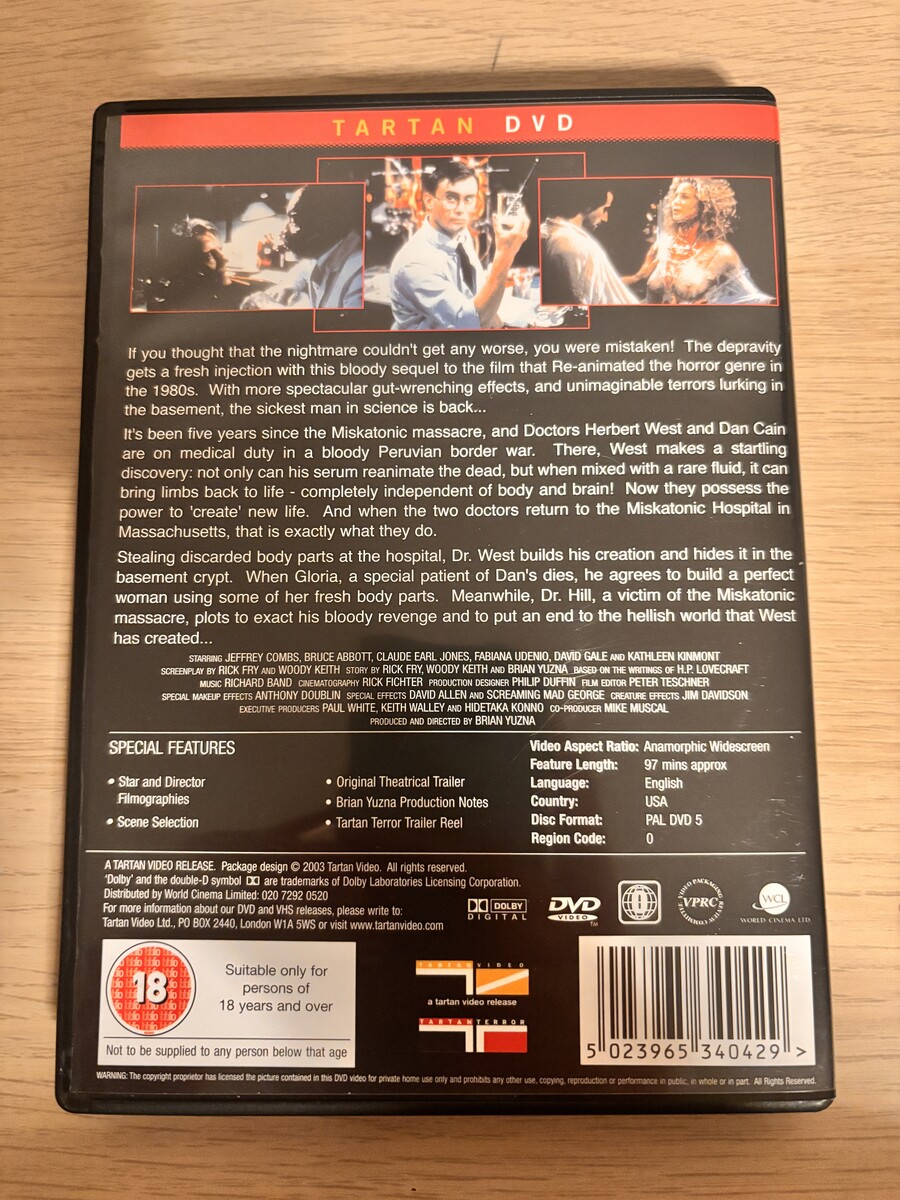 TARTAN DVD
If you thought that the nightmare couldn't get any worse, you were mistaken! The depravity
gets a fresh injection with this bloody sequel to the film that Re-animated the horror genre in
the 1980s. With more spectacular gut-wrenching effects, and unimaginable terrors lurking in
the basement, the sickest man in science is back...
It's been five years since the Miskatonic massacre, and Doctors Herbert West and Dan Cain
are on medical duty in a bloody Peruvian border war. There, West makes a startling
discovery: not only can his serum reanimate the dead, but when mixed with a rare fluid, it can
bring limbs back to life - completely independent of body and brain! Now they possess the
power to 'create' new life. And when the two doctors return to the Miskatonic Hospital in
Massachusetts, that is exactly what they do.
Stealing discarded body parts at the hospital, Dr. West builds his creation and hides it in the
basement crypt. When Gloria, a special patient of Dan's dies, he agrees to build a perfect
woman using some of her fresh body parts. Meanwhile, Dr. Hill, a victim of the Miskatonic
massacre, plots to exact his bloody revenge and to put an end to the hellish world that West
has created...
STARRING JEFFREY COMBS, BRUCE ABBOTT, CLAUDE EARL JONES, FABIANA UDENIO, DAVID GALE AND KATHLEEN KINMONT
SCREENPLAY BY RICK FRY AND WOODY KEITH STORY BY RICK FRY, WOODY KEITH AND BRIAN YUZNA BASED ON THE WRITINGS OF H.P. LOVECRAFT
MUSIC RICHARD BAND CINEMATOGRAPHY RICK FICHTER PRODUCTION DESIGNER PHILIP DUFFIN FILM EDITOR PETER TESCHNER
SPECIAL MAKEUP EFFECTS ANTHONY DOUBLIN SPECIAL EFFECTS DAVID ALLEN AND SCREAMING MAD GEORGE CREATURE EFFECTS JIM DAVIDSON
EXECUTIVE PRODUCERS PAUL WHITE, KEITH WALLEY AND HIDETAKA KONNO CO-PRODUCER MIKE MUSCAL
PRODUCED AND DIRECTED BY BRIAN YUZNA
SPECIAL FEATURES
• Star and Director
Filmographies
• Scene Selection
• Original Theatrical Trailer
• Brian Yuzna Production Notes
• Tartan Terror Trailer Reel
Video Aspect Ratio: Anamorphic Widescreen
Feature Length: 97 mins approx
Language: English
Country: USA
Disc Format: PAL DVD 5
Region Code: 0
A TARTAN VIDEO RELEASE. Package design © 2003 Tartan Video. All rights reserved.
'Dolby' and the double-D symbol are trademarks of Dolby Laboratories Licensing Corporation.
Distributed by World Cinema Limited: 020 7292 0520
For more information about our DVD and VHS releases, please write to:
Tartan Video Ltd., PO BOX 2440, London W1A 5WS or visit www.tartanvideo.com
DOLBY
DIGITAL
DVD
VIDEO
TM
0
VIDEO PACKAGING REVIEW COMMITTEE
VPRC
WCL
WORLD CINEMA LTD
18
Suitable only for
persons of
18 years and over
Not to be supplied to any person below that age
TARTAN VIDEO
a tartan video release
TARTAN TERROR
5 023965 340429 >
WARNING: The copyright proprietor has licensed the picture contained in this DVD video for private home use only and prohibits any other use, copying, reproduction or performance in public, in whole or in part. All Rights Reserved.